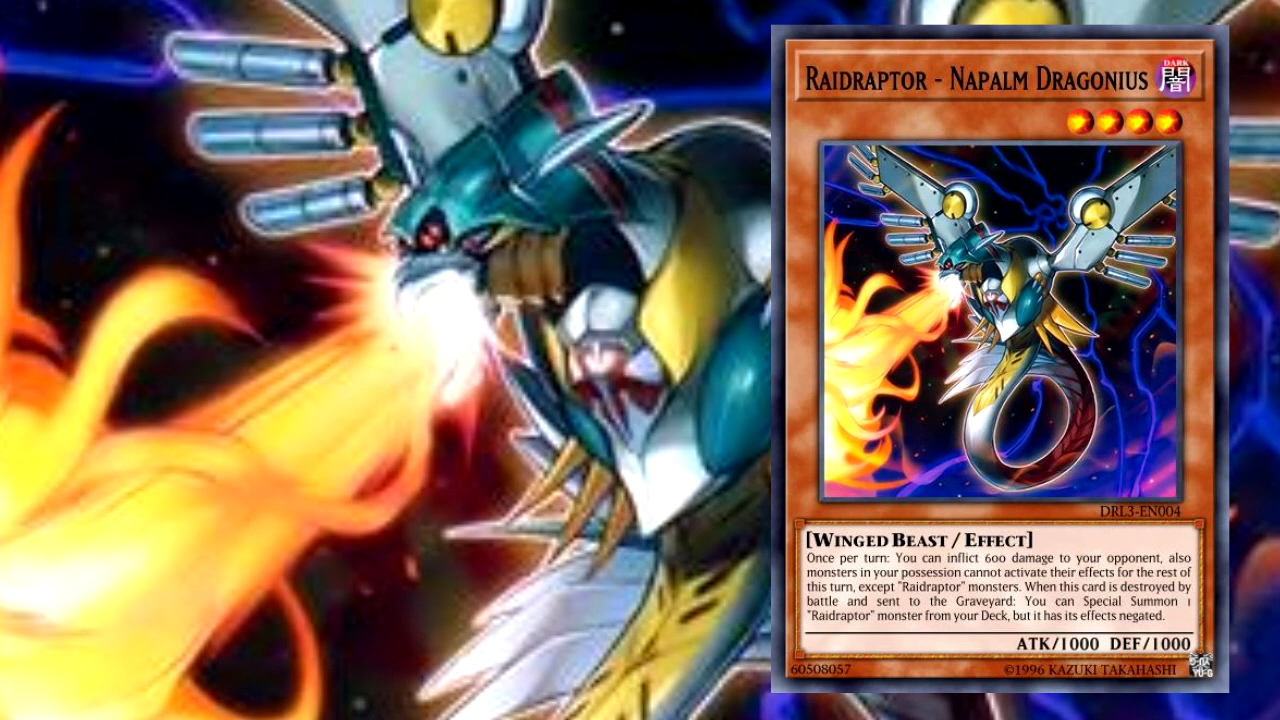 Raidraptor - Napalm Dragonius
DARK
闇
DRL3-EN004
[Winged Beast / Effect]
Once per turn: You can inflict 600 damage to your opponent, also
monsters in your possession cannot activate their effects for the rest of
this turn, except "Raidraptor" monsters. When this card is destroyed by
battle and sent to the Graveyard: You can Special Summon 1
"Raidraptor" monster from your Deck, but it has its effects negated.
ATK/1000 DEF/1000
60508057
©1996 KAZUKI TAKAHASHI